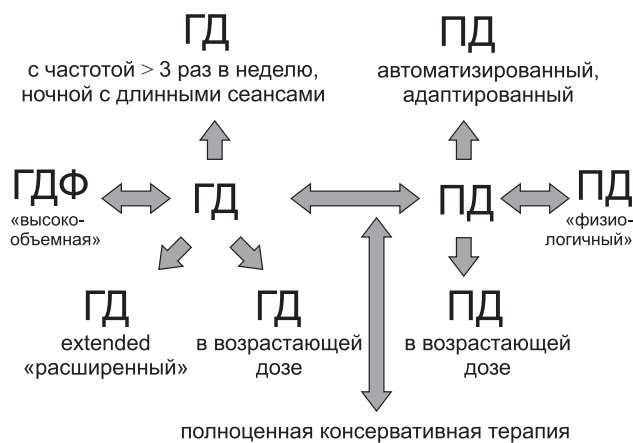 ГД
с частотой > 3 раз в неделю,
ночной с длинными сеансами
ПД
автоматизированный,
адаптированный
ГДФ
«высоко-
объемная»
ГД
ПД
ПД
«физио-
логичный»
ГД
extended
«расширенный»
ГД
в возрастающей
дозе
ПД
в возрастающей
дозе
полноценная консервативная терапия